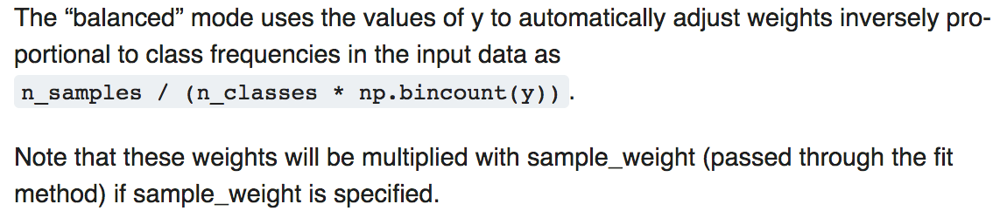 The “balanced” mode uses the values of y to automatically adjust weights inversely pro-
portional to class frequencies in the input data as
n_samples / (n_classes * np.bincount(y)) .
Note that these weights will be multiplied with sample_weight (passed through the fit
method) if sample_weight is specified.